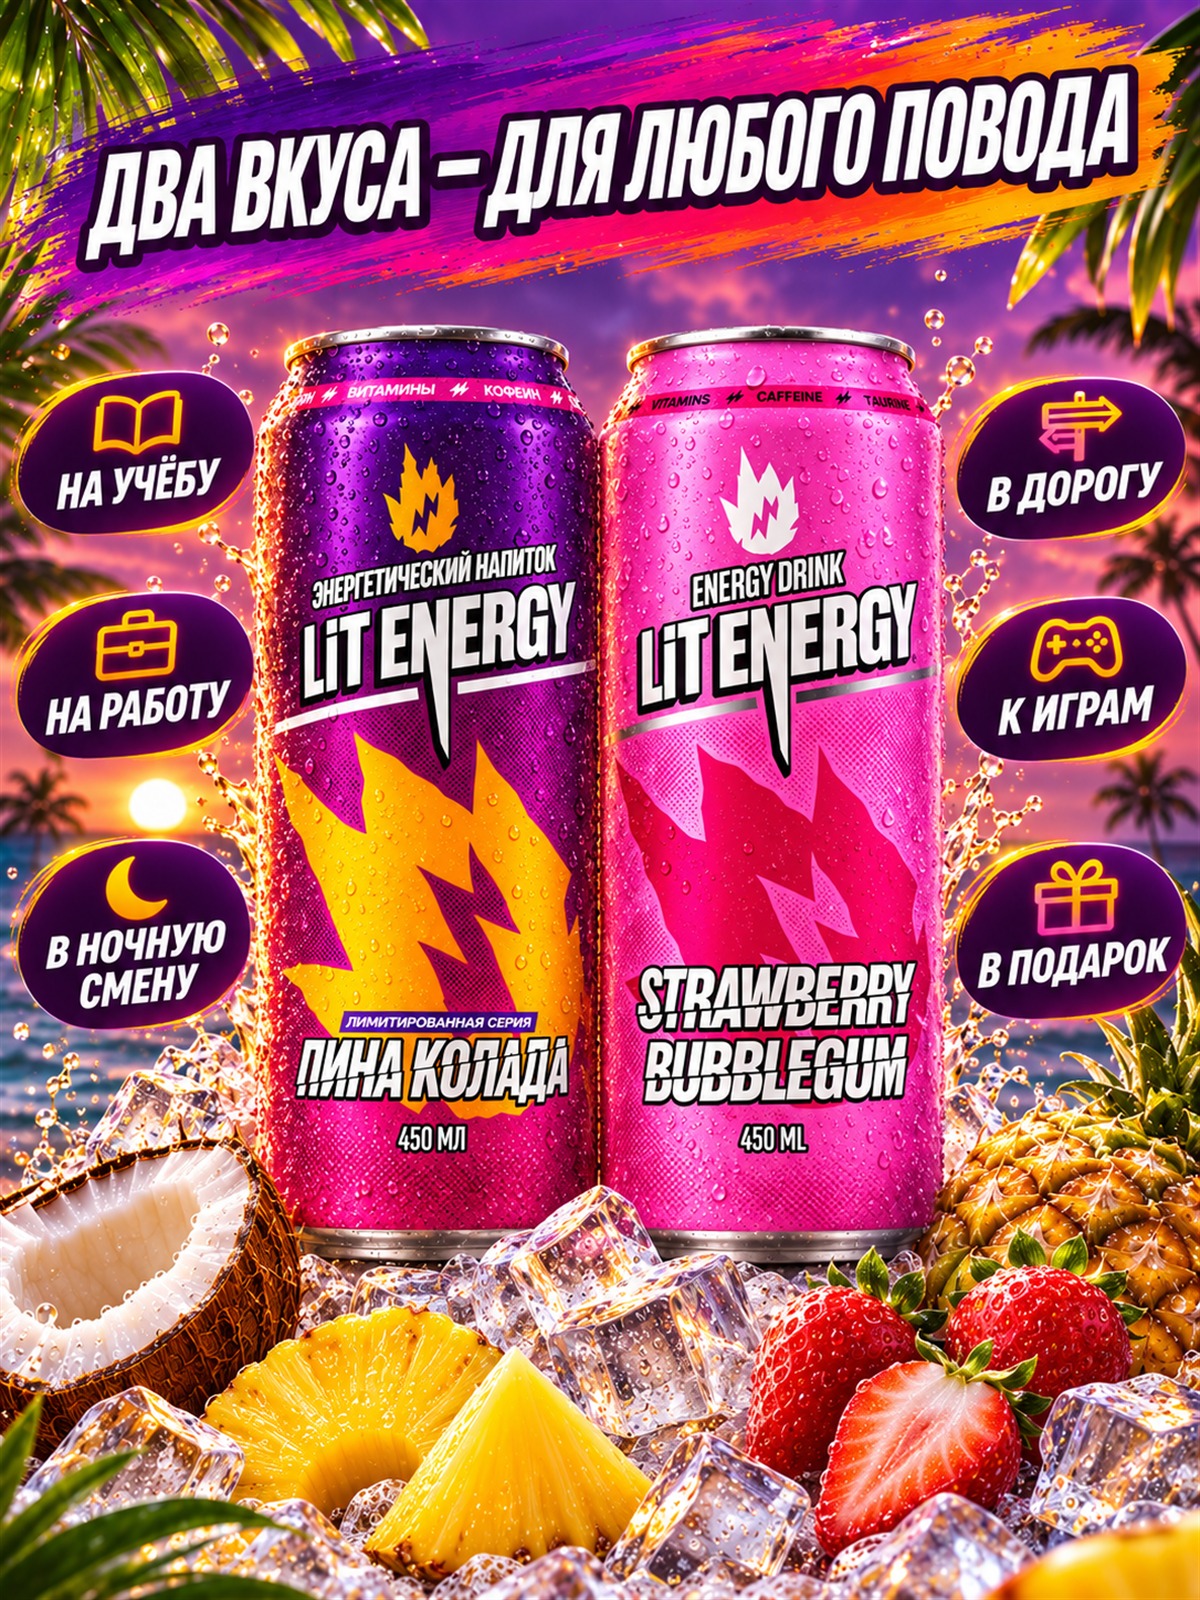 ДВА ВКУСА – ДЛЯ ЛЮБОГО ПОВОДА
НА УЧЁБУ
НА РАБОТУ
В НОЧНУЮ
СМЕНУ
ВИТАМИНЫ КОФЕИН
ЭНЕРГЕТИЧЕСКИЙ НАПИТОК
LiT ENERGY
ЛИМИТИРОВАННАЯ СЕРИЯ
ПИНА КОЛАДА
450 МЛ
VITAMINS CAFFEINE TAURINE
ENERGY DRINK
LiT ENERGY
STRAWBERRY
BUBBLEGUM
450 ML
В ДОРОГУ
К ИГРАМ
В ПОДАРОК